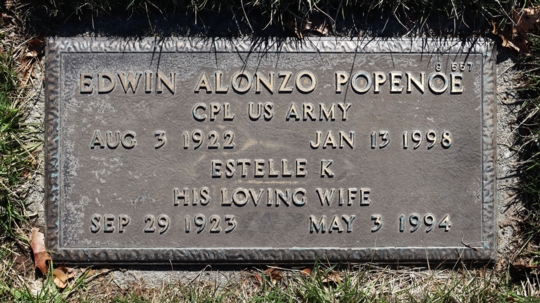 G 557
EDWIN ALONZO POPENOE
CPL US ARMY
AUG 3 1922 JAN 13 1998
ESTELLE K
HIS LOVING WIFE
SEP 29 1923 MAY 3 1994